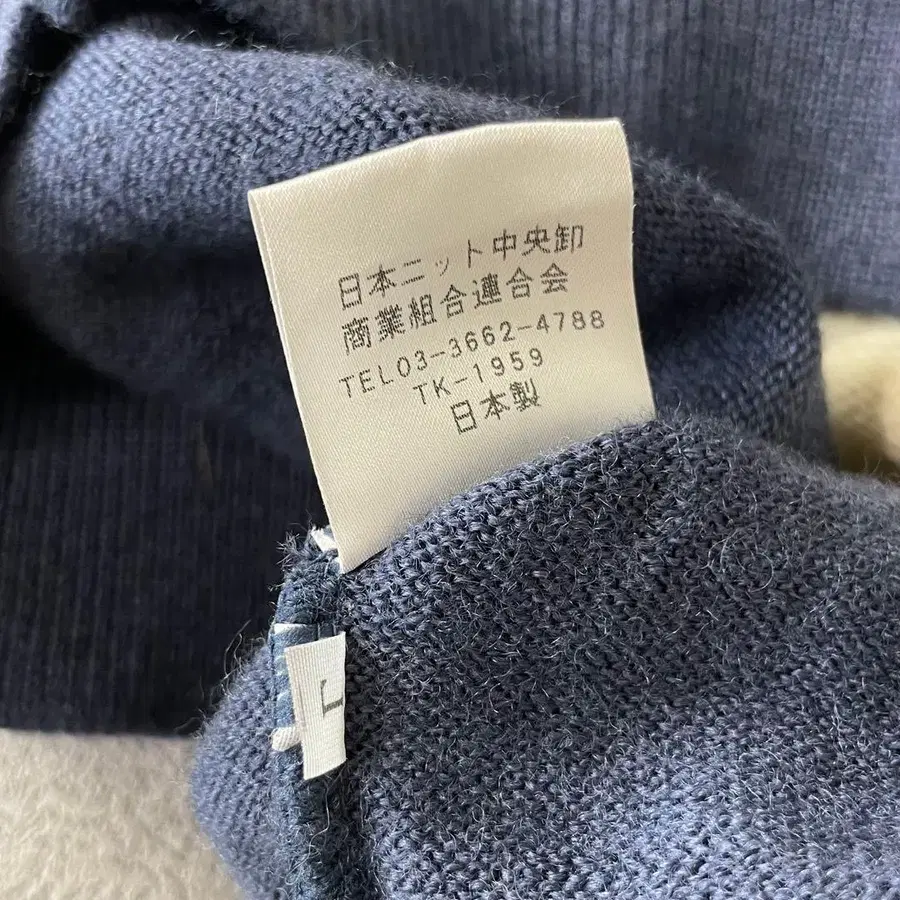 日本ニット中央卸
商業組合連合会
TEL03-3662-4788
TK-1959
日本製